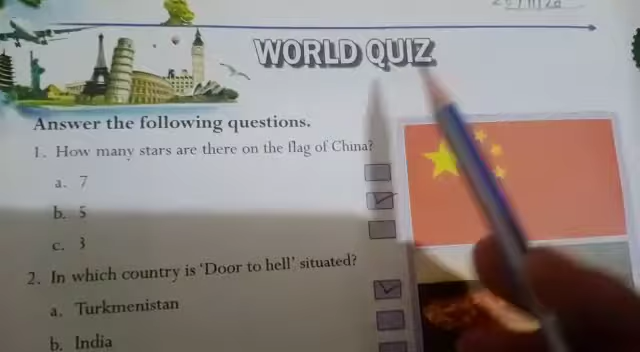 WORLD QUIZ
Answer the following questions.
1. How many stars are there on the flag of China?
a. 7
b. 5
c. 3
2. In which country is 'Door to hell' situated?
a. Turkmenistan
b. India